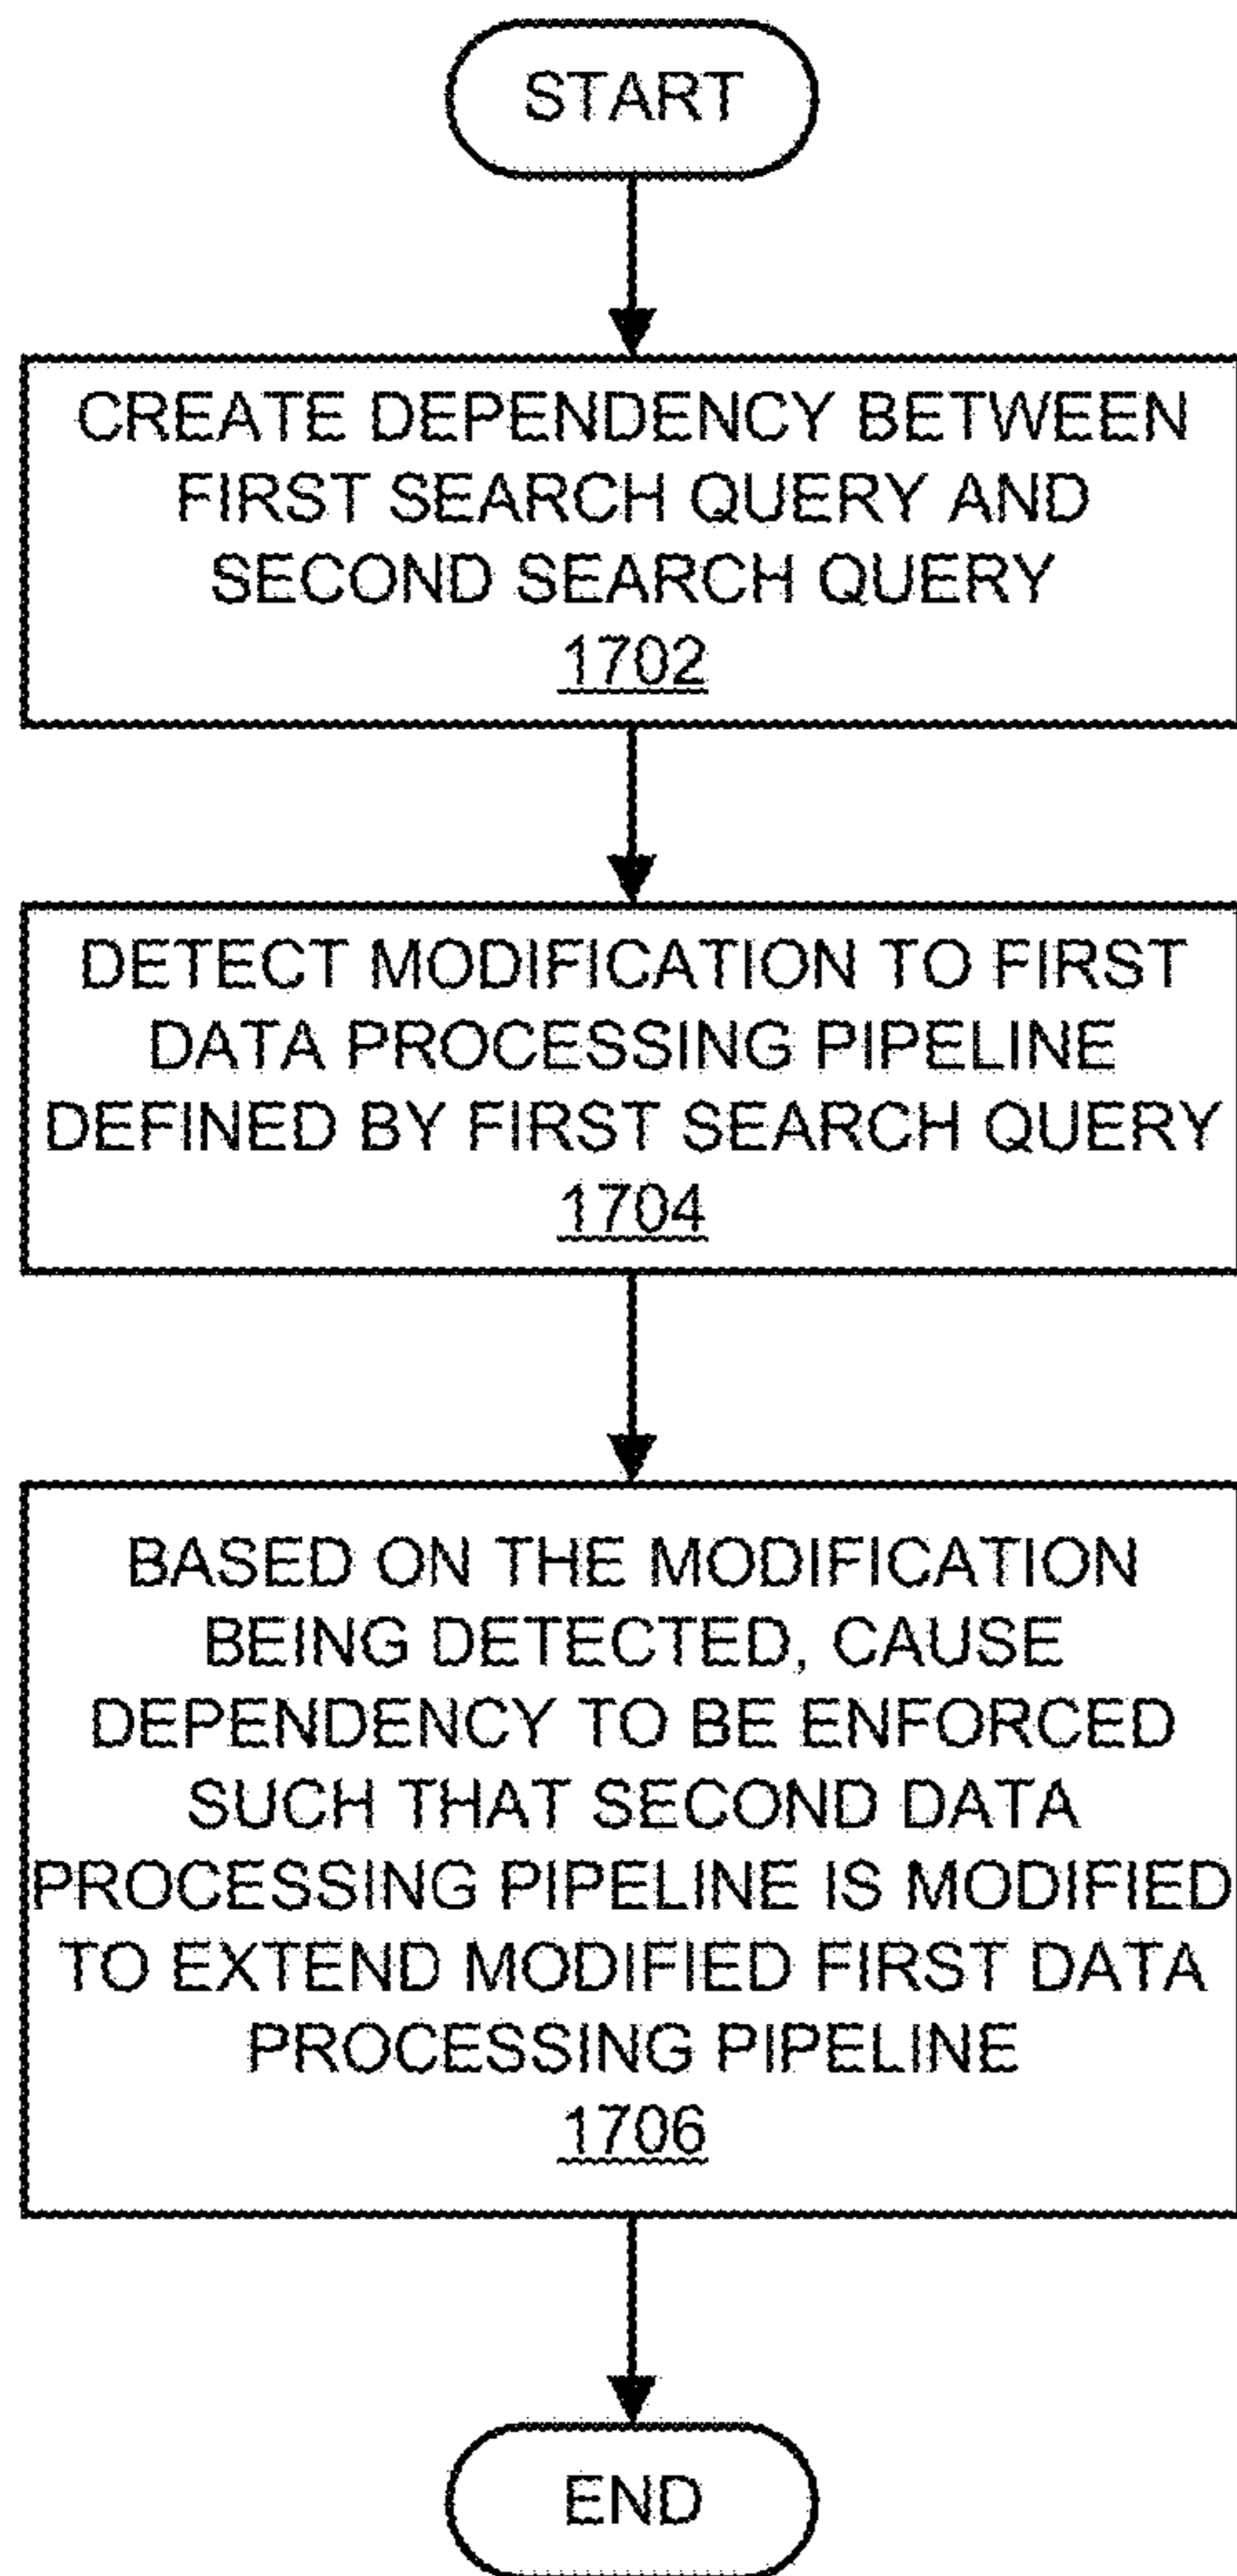 START
CREATE DEPENDENCY BETWEEN
FIRST SEARCH QUERY AND
SECOND SEARCH QUERY
1702
DETECT MODIFICATION TO FIRST
DATA PROCESSING PIPELINE
DEFINED BY FIRST SEARCH QUERY
1704
BASED ON THE MODIFICATION
BEING DETECTED, CAUSE
DEPENDENCY TO BE ENFORCED
SUCH THAT SECOND DATA
PROCESSING PIPELINE IS MODIFIED
TO EXTEND MODIFIED FIRST DATA
PROCESSING PIPELINE
1706
END